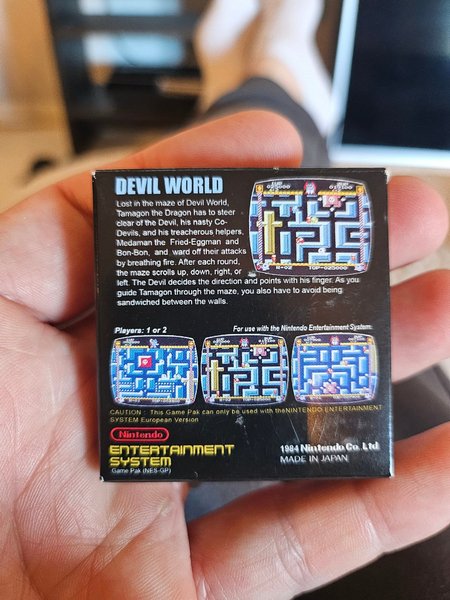 DEVIL WORLD
Lost in the maze of Devil World,
Tamagon the Dragon has to steer
clear of the Devil, his nasty Co-
Devils, and his treacherous helpers,
Medaman the Fried-Eggman and
Bon-Bon, and ward off their attacks
by breathing fire. After each round,
the maze scrolls up, down, right, or
left. The Devil decides the direction and points with his finger. As you
guide Tamagon through the maze, you also have to avoid being
sandwiched between the walls.
Players: 1 or 2
For use with the Nintendo Entertainment System.
CAUTION : This Game Pak can only be used with theNINTENDO ENTERTAINMENT
SYSTEM European Version
Nintendo
ENTERTAINMENT
SYSTEM
Game Pak (NES-GP)
1984 Nintendo Co. Ltd
MADE IN JAPAN